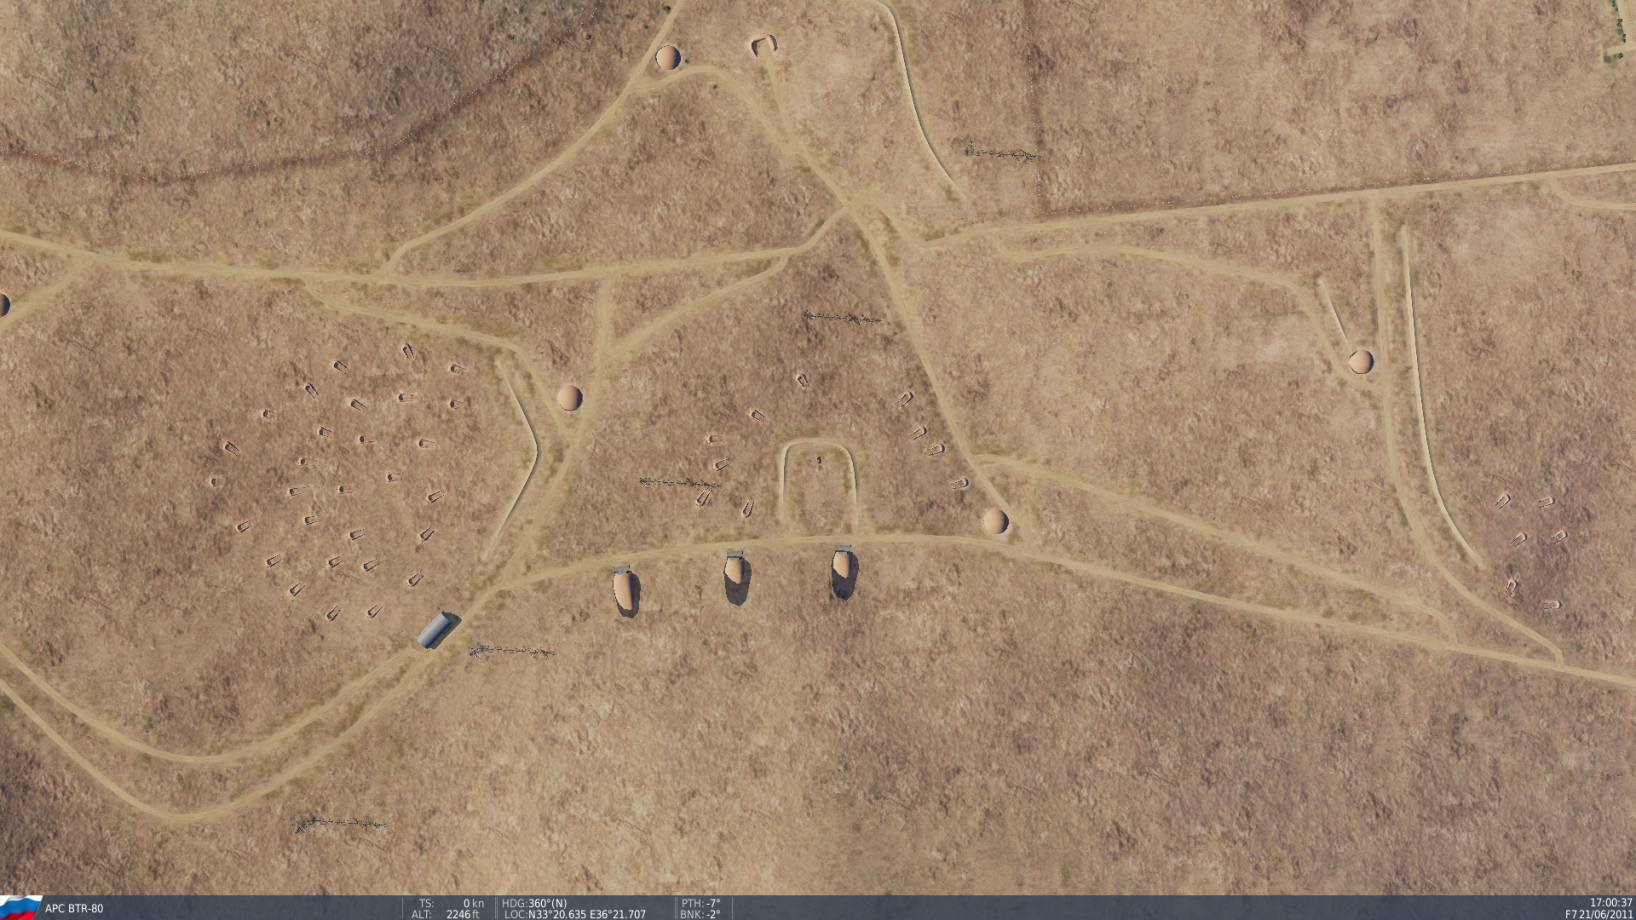 APC BTR-80
TS: 0 kn
ALT: 2246 ft
HDG:360°(N)
LOC:N33°20.635 E36°21.707
PTH: -7°
BNK: -2°
17:00:37
F7 21/06/2011